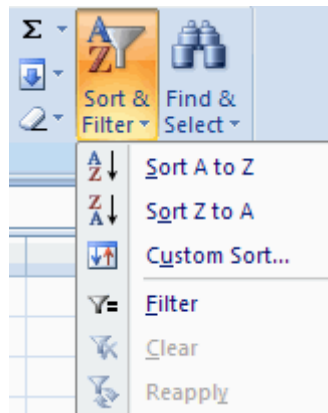 Σ
Sort & Filter
Find & Select
Sort A to Z
Sort Z to A
Custom Sort...
Filter
Clear
Reapply